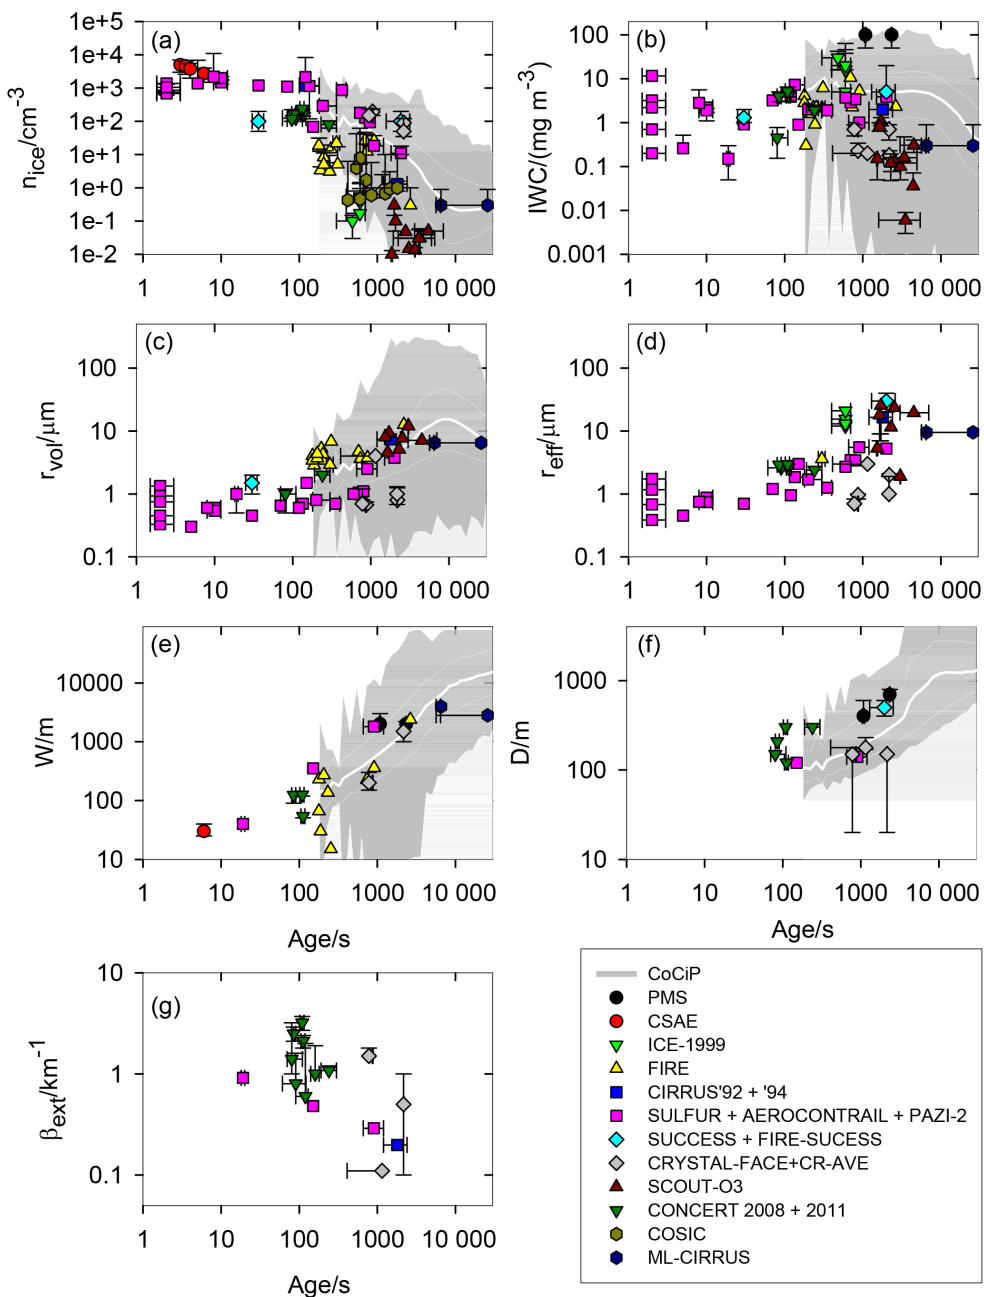 (a)
1e+5
1e+4
1e+3
1e+2
1e+1
1e+0
1e-1
1e-2
n_ice/cm^-3
1 10 100 1000 10 000
(b)
100
10
1
0.1
0.01
0.001
IWC/(mg m^-3)
1 10 100 1000 10 000
(c)
100
10
1
0.1
r_vol/μm
1 10 100 1000 10 000
(d)
100
10
1
0.1
r_eff/μm
1 10 100 1000 10 000
(e)
10000
1000
100
10
W/m
1 10 100 1000 10 000
Age/s
(f)
1000
100
10
D/m
1 10 100 1000 10 000
Age/s
(g)
10
1
0.1
β_ext/km^-1
1 10 100 1000 10 000
Age/s
CoCiP
PMS
CSAE
ICE-1999
FIRE
CIRRUS'92 + '94
SULFUR + AEROCONTRAIL + PAZI-2
SUCCESS + FIRE-SUCESS
CRYSTAL-FACE+CR-AVE
SCOUT-O3
CONCERT 2008 + 2011
COSIC
ML-CIRRUS